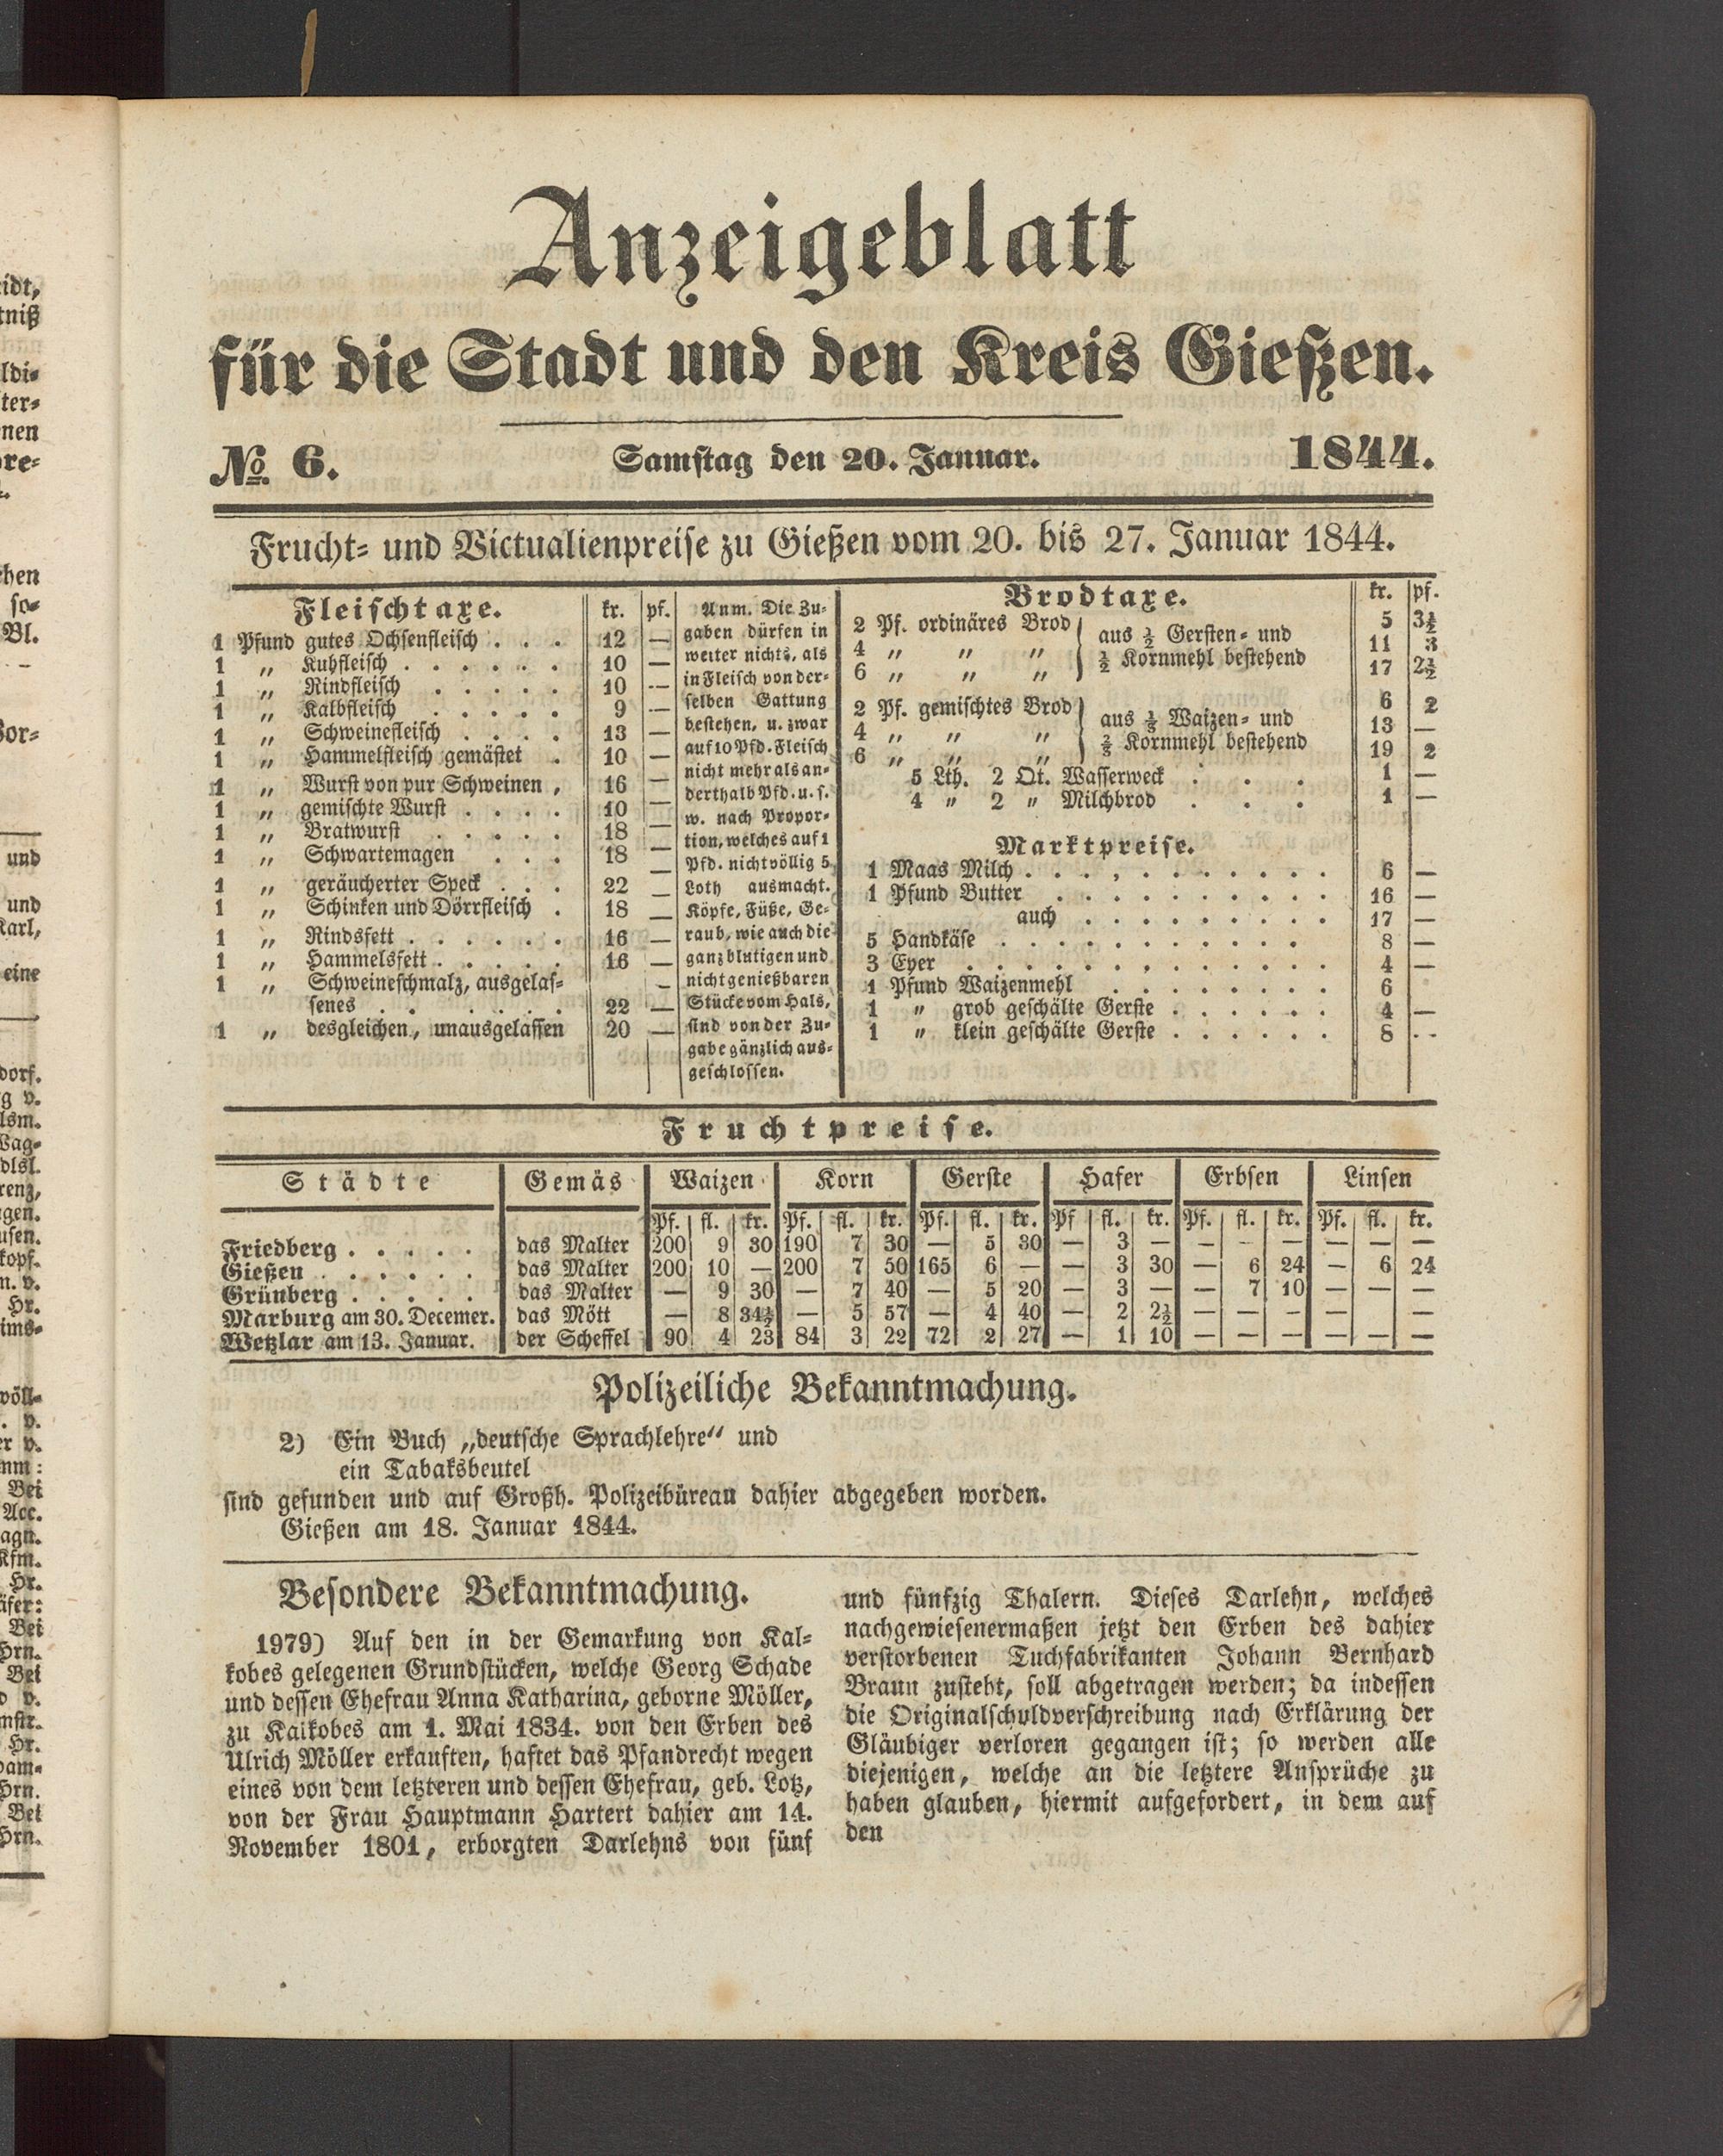 Anzeigeblatt
für die Stadt und den Kreis Gießen.
No. 6. Samstag den 20. Januar. 1844.
Frucht= und Victualienpreise zu Gießen vom 20. bis 27. Januar 1844.
Fleischtaxe. kr. pf.
1 Pfund gutes Ochsenfleisch . . . 12 —
1 „ Kuhfleisch . . . . . . 10 —
1 „ Rindfleisch . . . . . 10 —
1 „ Kalbfleisch . . . . . 9 —
1 „ Schweinefleisch . . . . 13 —
1 „ Hammelfleisch gemästet . 10 —
1 „ Wurst von pur Schweinen , 16 —
1 „ gemischte Wurst . . . . 10 —
1 „ Bratwurst . . . . . 18 —
1 „ Schwartemagen . . . 18 —
1 „ geräucherter Speck . . . 22 —
1 „ Schinken und Dörrfleisch . 18 —
1 „ Rindsfett . . . . . . 16 —
1 „ Hammelsfett . . . . . 16 —
1 „ Schweineschmalz, ausgelas=
senes . . . . . . 22 —
1 „ desgleichen, unausgelassen 20 —
Anm. Die Zu=
gaben dürfen in
weiter nichts, als
in Fleisch von der=
selben Gattung
bestehen, u. zwar
auf 10 Pfd. Fleisch
nicht mehr als an=
derthalb Pfd. u. s.
w. nach Propor=
tion, welches auf 1
Pfd. nicht völlig 5
Loth ausmacht.
Köpfe, Füße, Ge=
raub, wie auch die
ganz blutigen und
nicht genießbaren
Stücke vom Hals,
sind von der Zu=
gabe gänzlich aus=
geschlossen.
Brodtaxe. kr. pf.
2 Pf. ordinäres Brod 5 3½
4 „ „ „ aus ½ Gersten= und 11 3
6 „ „ „ ½ Kornmehl bestehend 17 2½
2 Pf. gemischtes Brod 6 2
4 „ „ „ aus ⅓ Waizen= und 13 —
6 „ „ „ ⅔ Kornmehl bestehend 19 2
5 Lth. 2 Qt. Wasserweck . . . 1 —
4 „ 2 „ Milchbrod . . . 1 —
Marktpreise.
1 Maas Milch . . . . . . . . . . . 6 —
1 Pfund Butter . . . . . . . . . . 16 —
auch . . . . . . . . . 17 —
5 Handkäse . . . . . . . . . . . 8 —
3 Eyer . . . . . . . . . . . . 4 —
1 Pfund Waizenmehl . . . . . . . . 6
1 „ grob geschälte Gerste . . . . . . 4 —
1 „ klein geschälte Gerste . . . . . . 8 --
Fruchtpreise.
Städte Gemäs Waizen Korn Gerste Hafer Erbsen Linsen
Pf. fl. kr. Pf. fl. kr. Pf. fl. kr. Pf fl. kr. Pf. fl. kr. Pf. fl. kr.
Friedberg . . . . . das Malter 200 9 30 190 7 30 — 5 30 — 3 — — — — — — —
Gießen . . . . . . das Malter 200 10 — 200 7 50 165 6 — — 3 30 — 6 24 — 6 24
Grünberg . . . . . das Malter — 9 30 — 7 40 — 5 20 — 3 — — 7 10 — — —
Marburg am 30. Decemer. das Mött — 8 34½ — 5 57 — 4 40 — 2 2½ — — — — — —
Wetzlar am 13. Januar. der Scheffel 90 4 23 84 3 22 72 2 27 — 1 10 — — — — — —
Polizeiliche Bekanntmachung.
2) Ein Buch „deutsche Sprachlehre“ und
ein Tabaksbeutel
sind gefunden und auf Großh. Polizeibüreau dahier abgegeben worden.
Gießen am 18. Januar 1844.
Besondere Bekanntmachung.
1979) Auf den in der Gemarkung von Kal=
kobes gelegenen Grundstücken, welche Georg Schade
und dessen Ehefrau Anna Katharina, geborne Möller,
zu Kalkobes am 1. Mai 1834. von den Erben des
Ulrich Möller erkauften, haftet das Pfandrecht wegen
eines von dem letzteren und dessen Ehefrau, geb. Lotz,
von der Frau Hauptmann Hartert dahier am 14.
November 1801, erborgten Darlehns von fünf
und fünfzig Thalern. Dieses Darlehn, welches
nachgewiesenermaßen jetzt den Erben des dahier
verstorbenen Tuchfabrikanten Johann Bernhard
Braun zusteht, soll abgetragen werden; da indessen
die Originalschuldverschreibung nach Erklärung der
Gläubiger verloren gegangen ist; so werden alle
diejenigen, welche an die letztere Ansprüche zu
haben glauben, hiermit aufgefordert, in dem auf
den